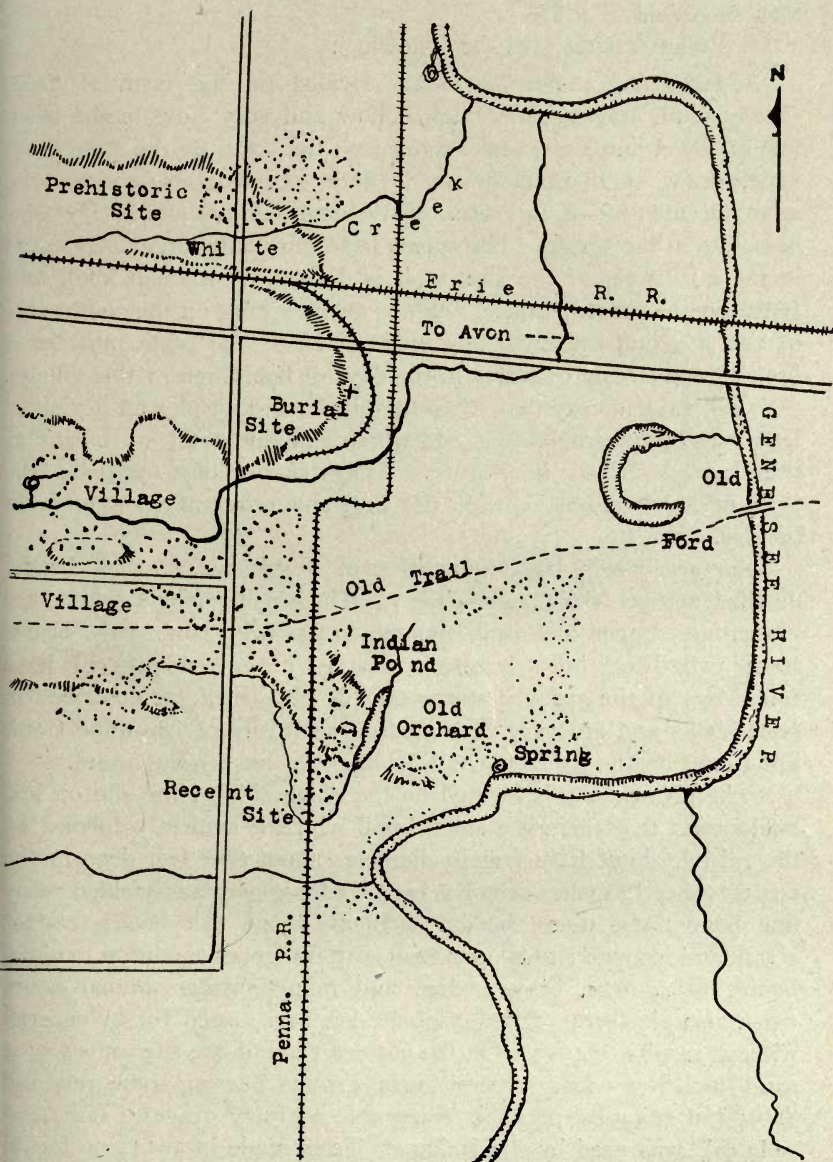 N
Prehistoric
Site
White Creek
Erie R. R.
To Avon
Burial
Site
GENESEE RIVER
Old
Ford
Village
Old Trail
Village
Indian
Pond
Old
Orchard
Spring
Recent
Site
Penna. R.R.